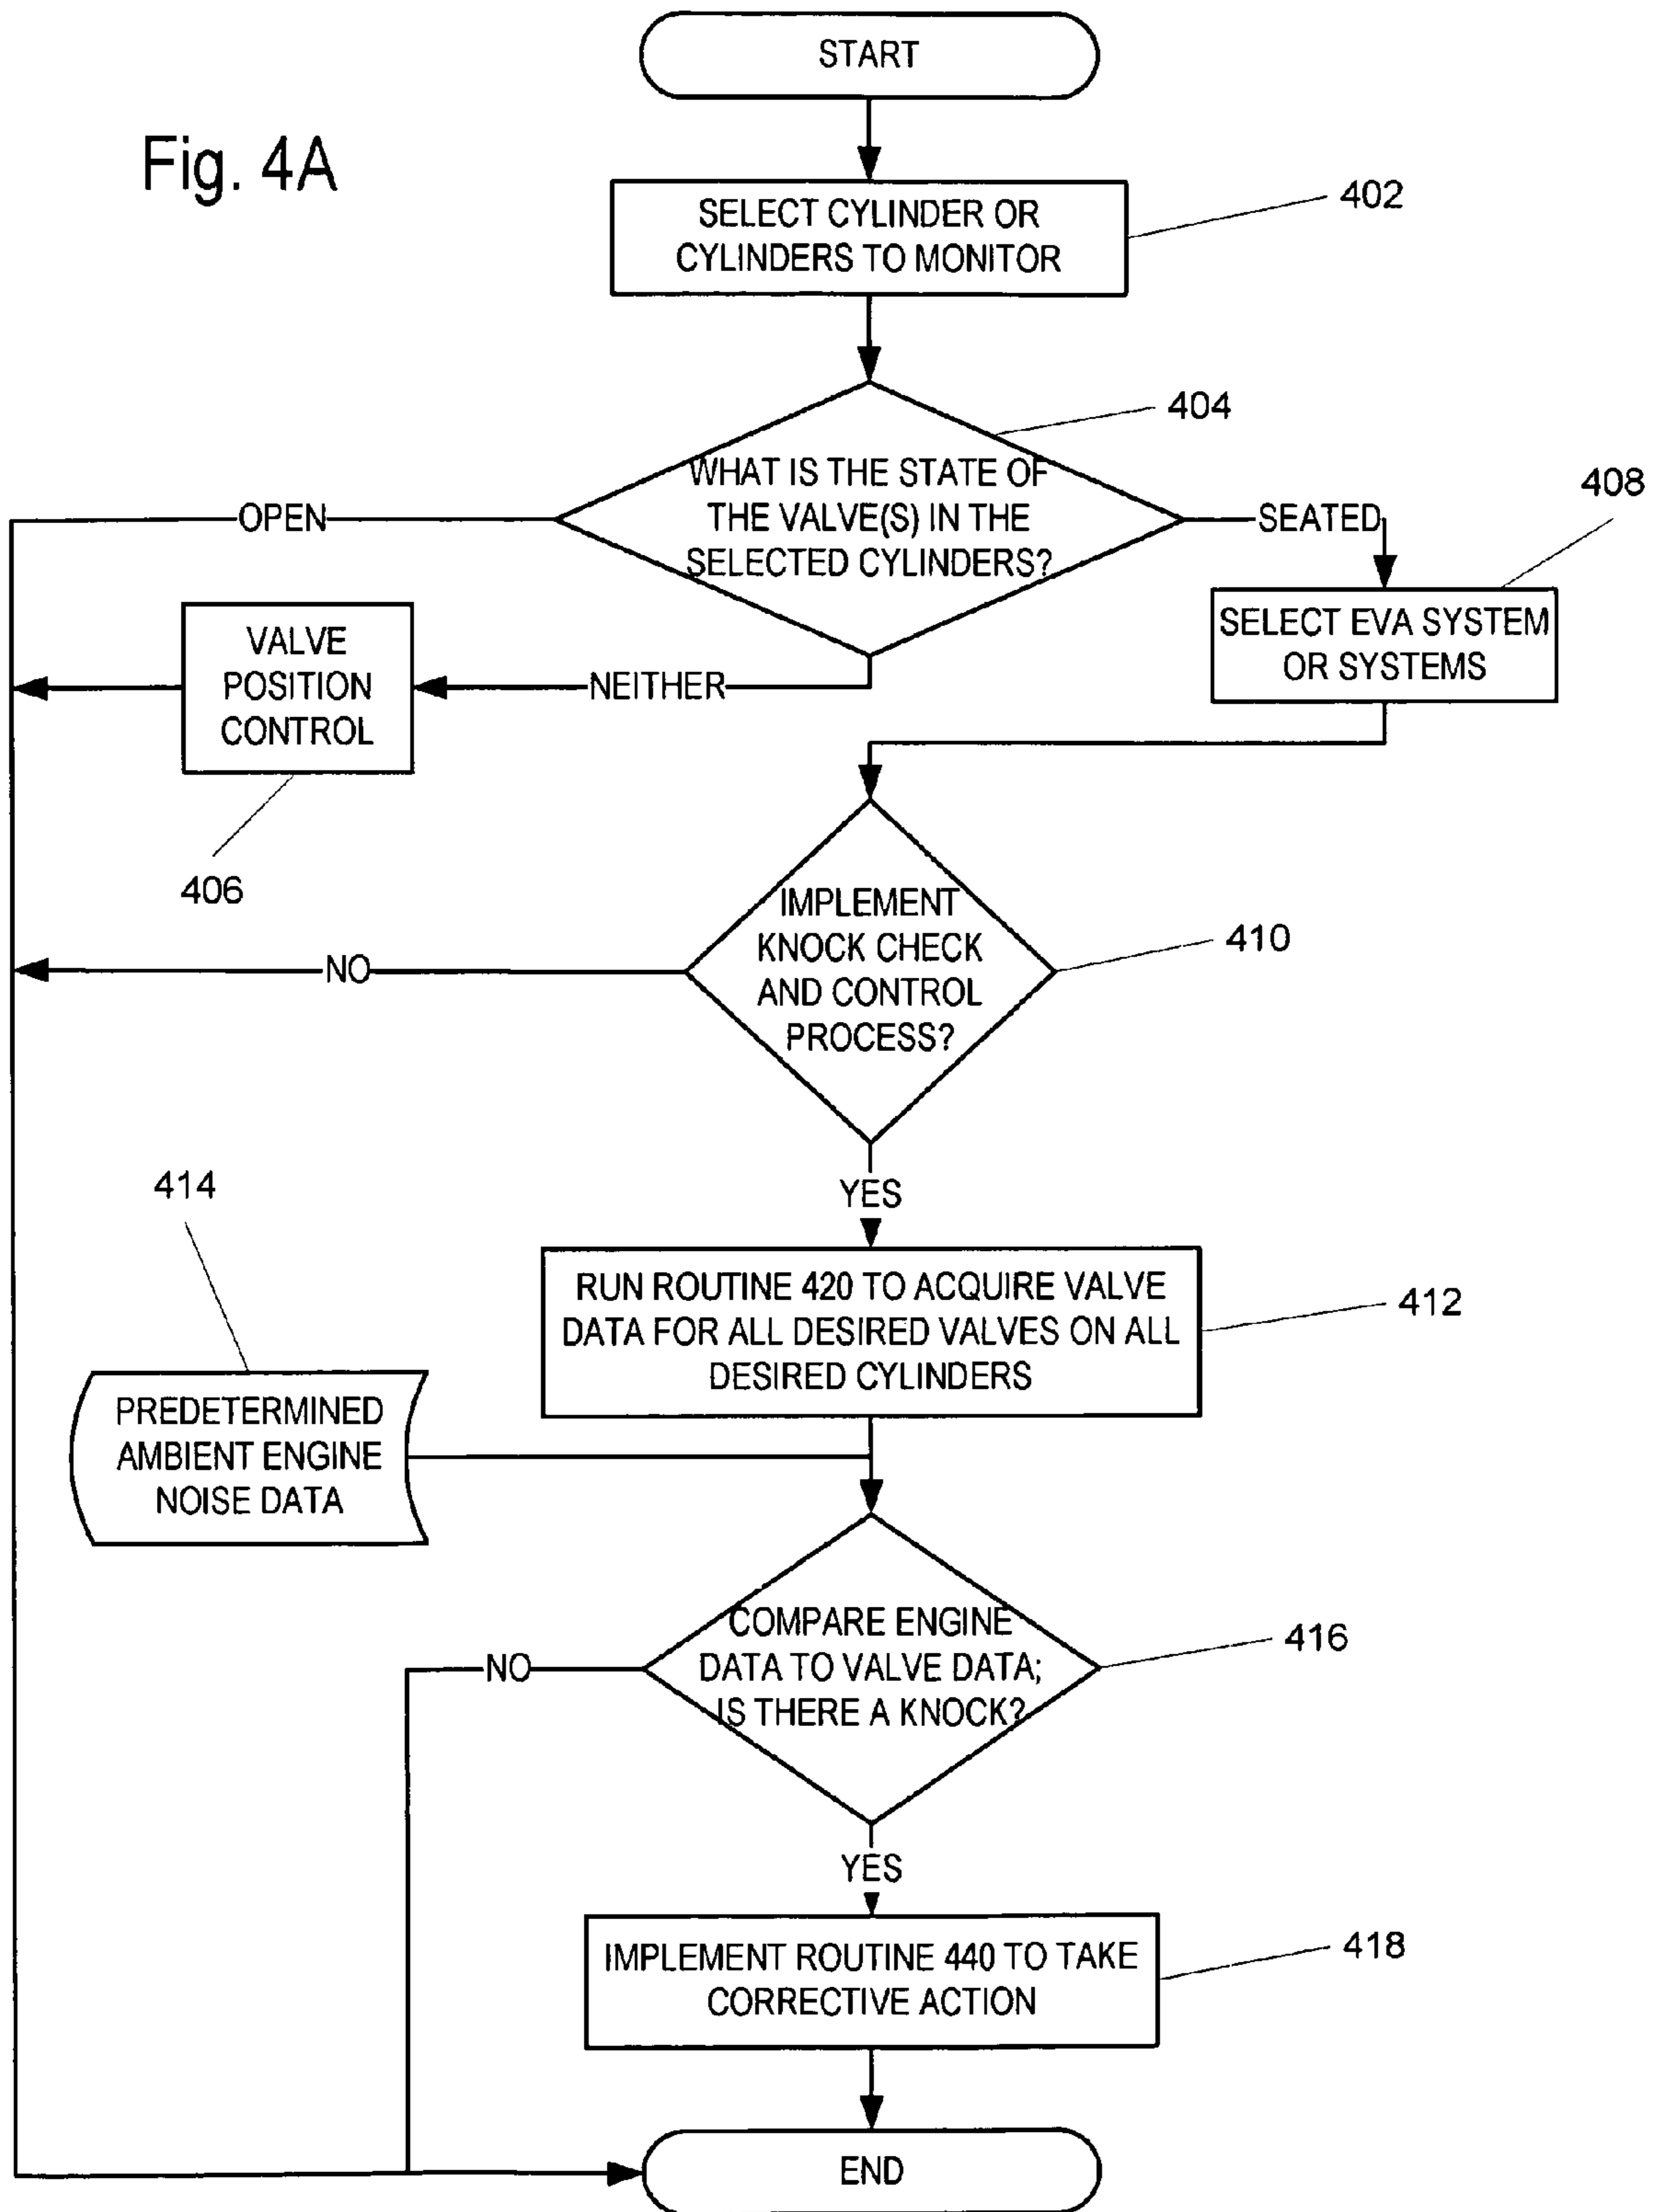 START
Fig. 4A
SELECT CYLINDER OR
CYLINDERS TO MONITOR
402
404
WHAT IS THE STATE OF
THE VALVE(S) IN THE
SELECTED CYLINDERS?
OPEN
SEATED
408
SELECT EVA SYSTEM
OR SYSTEMS
VALVE
POSITION
CONTROL
NEITHER
406
IMPLEMENT
KNOCK CHECK
AND CONTROL
PROCESS?
410
NO
YES
414
RUN ROUTINE 420 TO ACQUIRE VALVE
DATA FOR ALL DESIRED VALVES ON ALL
DESIRED CYLINDERS
412
PREDETERMINED
AMBIENT ENGINE
NOISE DATA
COMPARE ENGINE
DATA TO VALVE DATA;
IS THERE A KNOCK?
416
NO
YES
IMPLEMENT ROUTINE 440 TO TAKE
CORRECTIVE ACTION
418
END